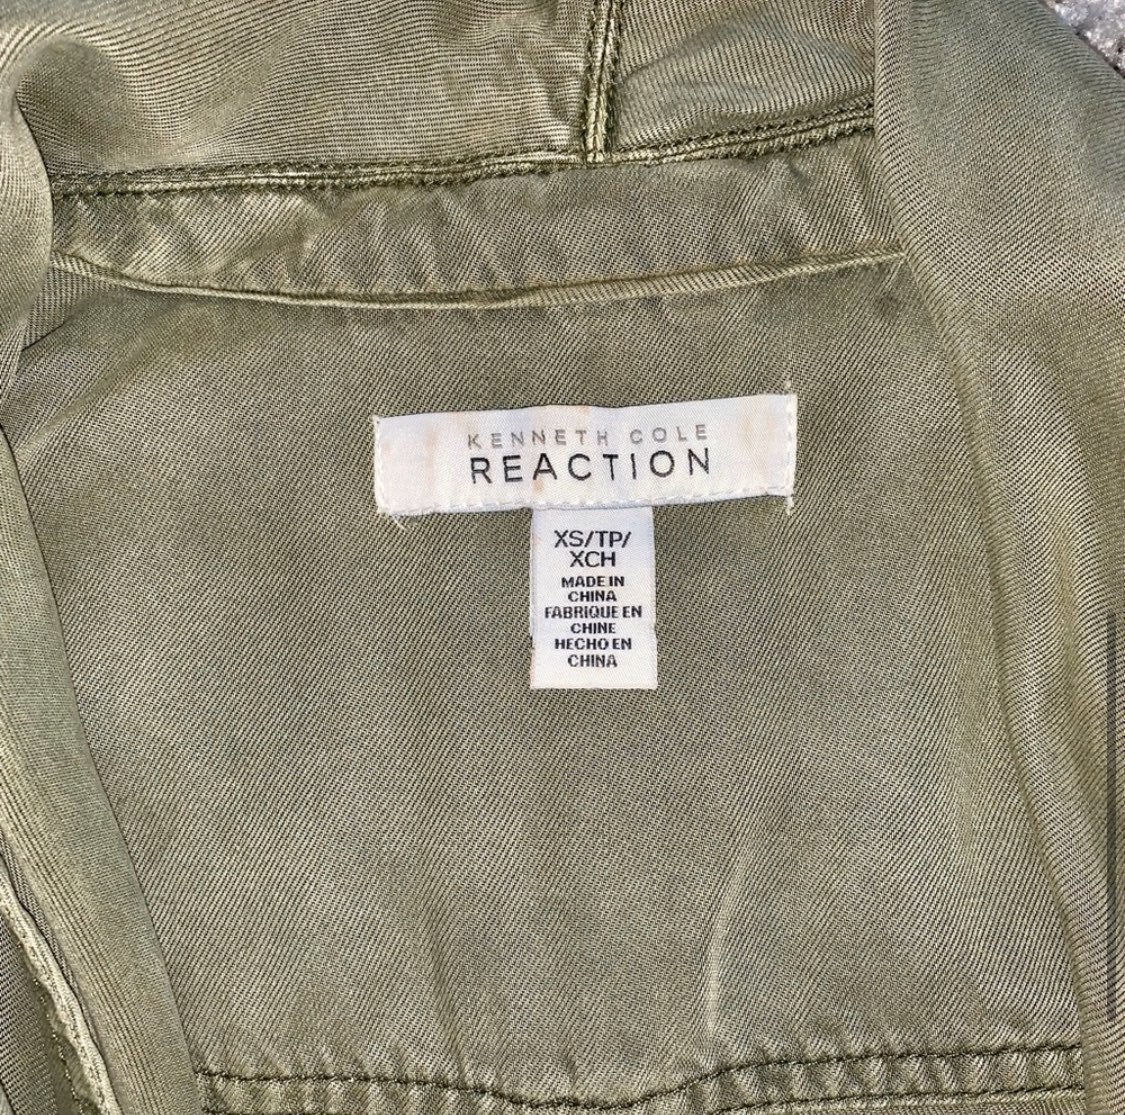 KENNETH COLE
REACTION
XS/TP/
XCH
MADE IN
CHINA
FABRIQUE EN
CHINE
HECHO EN
CHINA